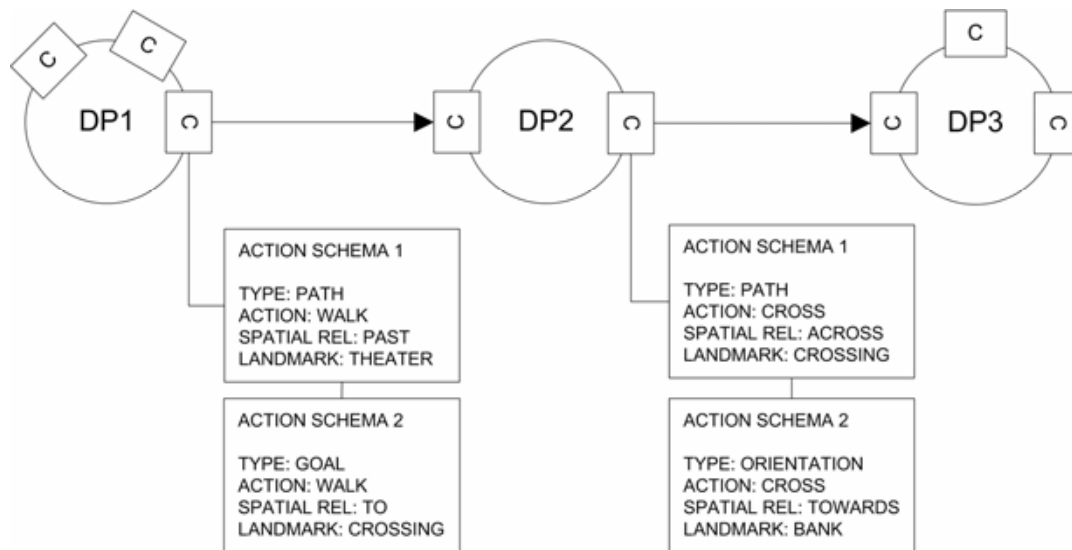 C
C
DP1
C
C
DP2
C
C
C
DP3
C
ACTION SCHEMA 1
TYPE: PATH
ACTION: WALK
SPATIAL REL: PAST
LANDMARK: THEATER
ACTION SCHEMA 2
TYPE: GOAL
ACTION: WALK
SPATIAL REL: TO
LANDMARK: CROSSING
ACTION SCHEMA 1
TYPE: PATH
ACTION: CROSS
SPATIAL REL: ACROSS
LANDMARK: CROSSING
ACTION SCHEMA 2
TYPE: ORIENTATION
ACTION: CROSS
SPATIAL REL: TOWARDS
LANDMARK: BANK